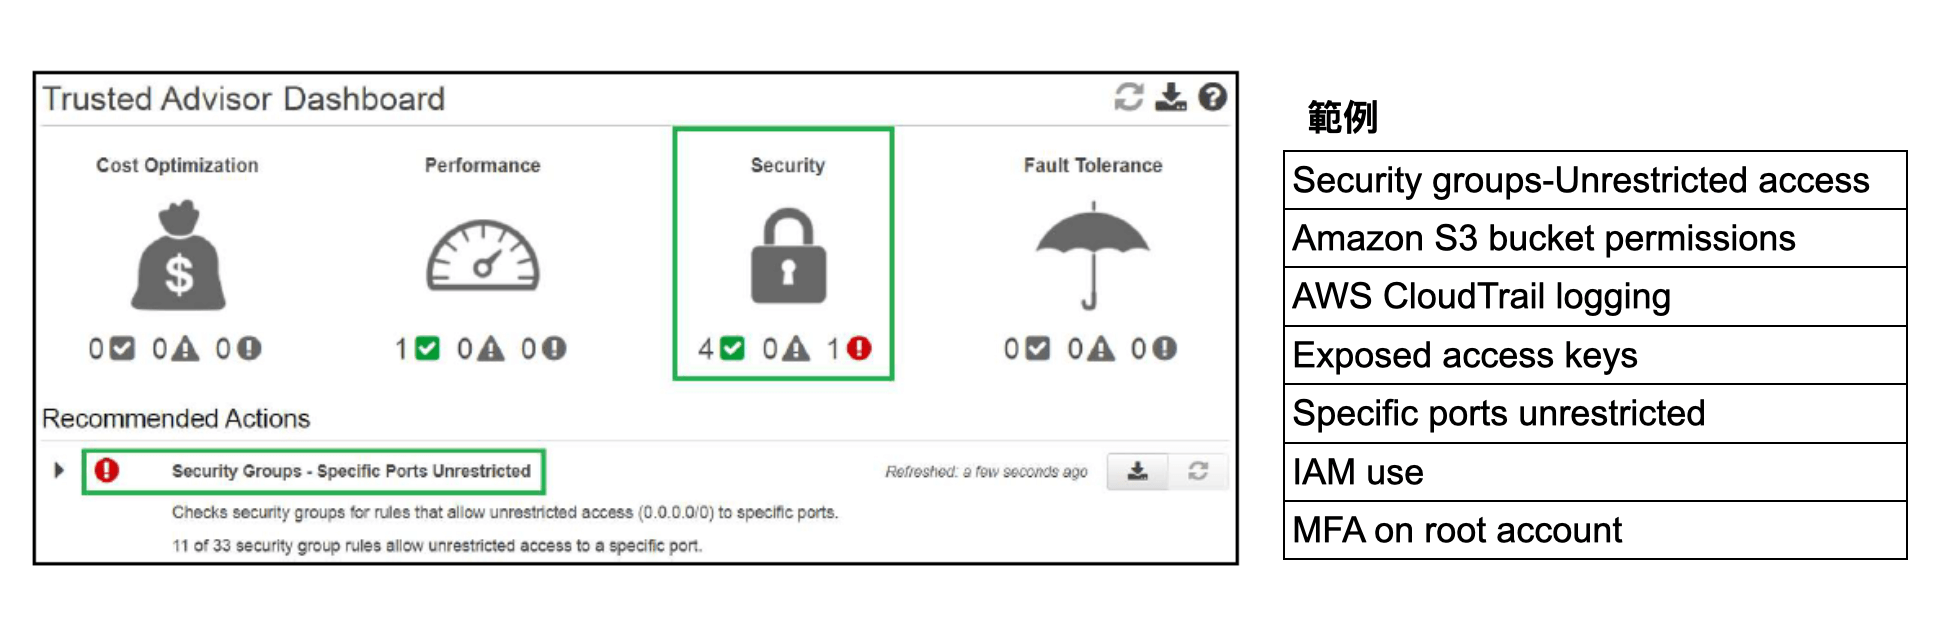 Trusted Advisor Dashboard
Cost Optimization
Performance
Security
Fault Tolerance
$
0 0 0
1 0 0
4 0 1
0 0 0
Recommended Actions
Security Groups - Specific Ports Unrestricted
Refreshed: a few seconds ago
Checks security groups for rules that allow unrestricted access (0.0.0.0/0) to specific ports.
11 of 33 security group rules allow unrestricted access to a specific port.
範例
Security groups-Unrestricted access
Amazon S3 bucket permissions
AWS CloudTrail logging
Exposed access keys
Specific ports unrestricted
IAM use
MFA on root account